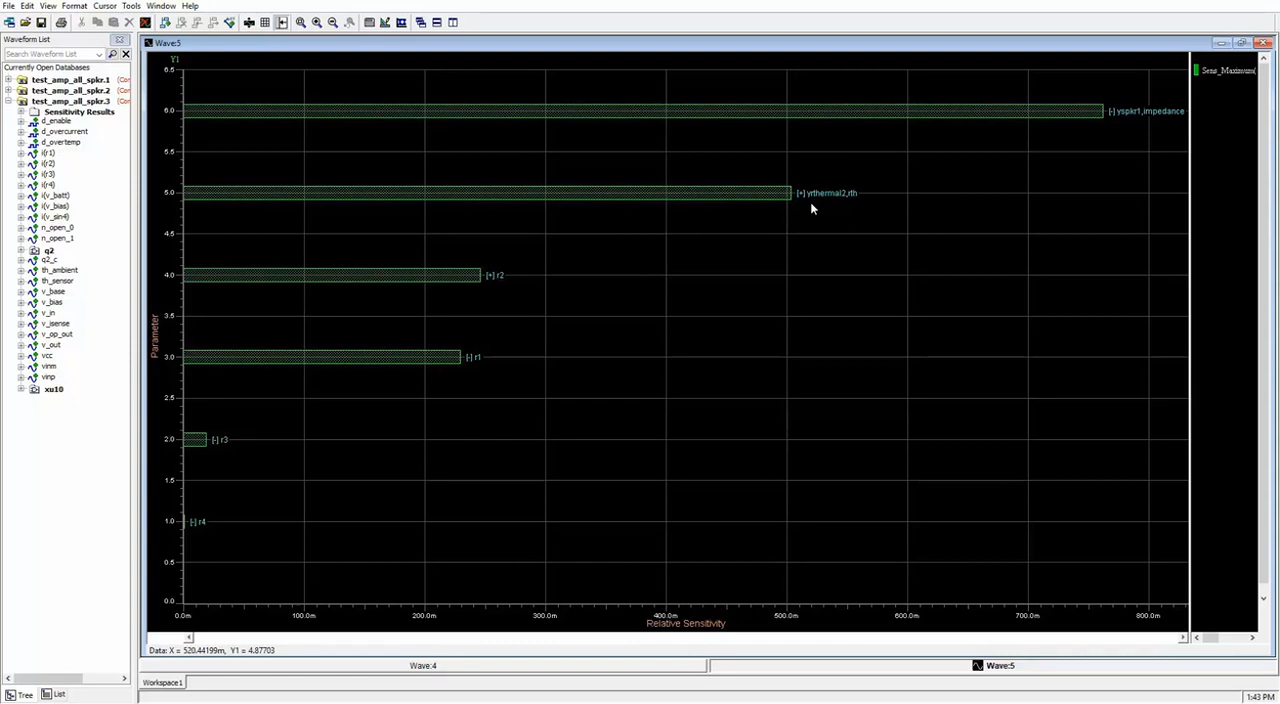 File Edit View Format Cursor Tools Window Help
Waveform List
Search Waveform List
Currently Open Databases
test_amp_all_spkr.1 (Cor
test_amp_all_spkr.2 (Cor
test_amp_all_spkr.3 (Cor
Sensitivity Results
d_enable
d_overcurrent
d_overtemp
i(r1)
i(r2)
i(r3)
i(r4)
i(v_batt)
i(v_bias)
i(v_sin4)
n_open_0
n_open_1
q2
q2_c
th_ambient
th_sensor
v_base
v_bias
v_in
v_isense
v_op_out
v_out
vcc
vinm
vinp
xu10
Tree List
Wave:5
Y1
6.5
6.0 [-] yspkr1,impedance
5.5
5.0 [+] yrthermal2,rth
4.5
4.0 [+] r2
3.5
Parameter
3.0 [-] r1
2.5
2.0 [-] r3
1.5
1.0 [-] r4
0.5
0.0
0.0m 100.0m 200.0m 300.0m 400.0m 500.0m 600.0m 700.0m 800.0m
Relative Sensitivity
Sens_Maximum(
Data: X = 520.44199m, Y1 = 4.87703
Wave:4 Wave:5
Workspace1
1:43 PM